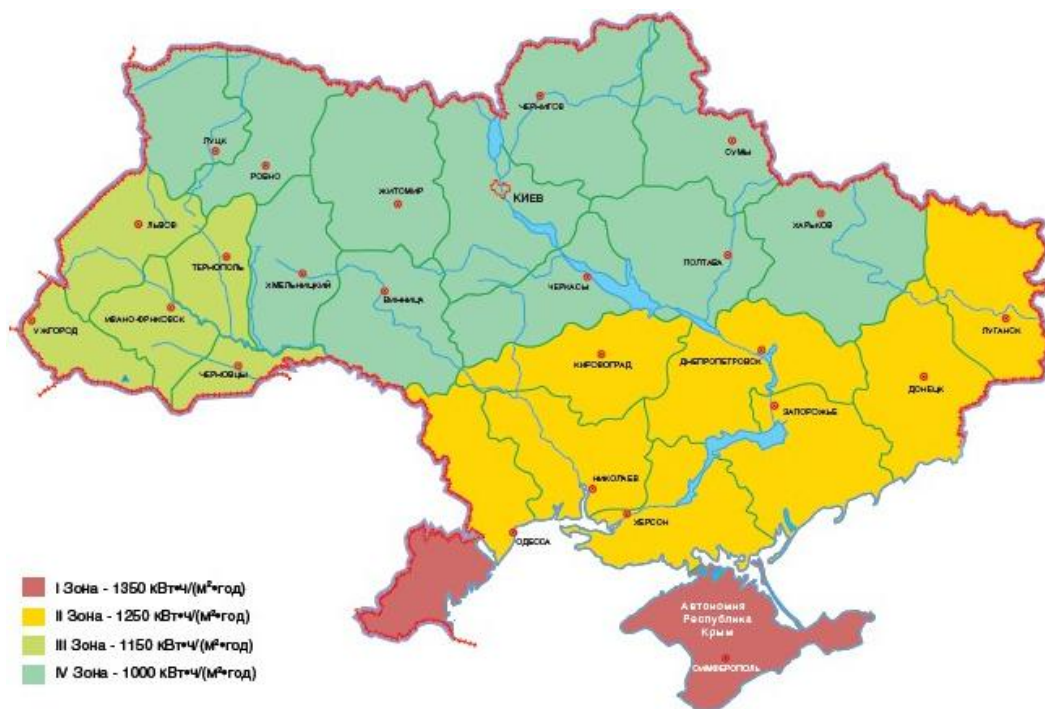 ЧЕРНИГОВ
ЛУЦК
СУМЫ
РОВНО
ЖИТОМИР
КИЕВ
ЛЬВОВ
ХАРЬКОВ
ТЕРНОПОЛЬ
ПОЛТАВА
ХМЕЛЬНИЦКИЙ
ЧЕРКАСЫ
ВИННИЦА
ИВАНО-ФРНКОВСК
УЖГОРОД
ЛУГАНСК
ДНЕПРОПЕТРОВСК
КИРОВОГРАД
ЧЕРНОВЦЫ
ДОНЕЦК
ЗАПОРОЖЬЕ
НИКОЛАЕВ
ХЕРСОН
ОДЕССА
I Зона - 1350 кВт•ч/(м²•год)
II Зона - 1250 кВт•ч/(м²•год)
III Зона - 1150 кВт•ч/(м²•год)
IV Зона - 1000 кВт•ч/(м²•год)
Автономия
Республика
Крым
СИМФЕРОПОЛЬ